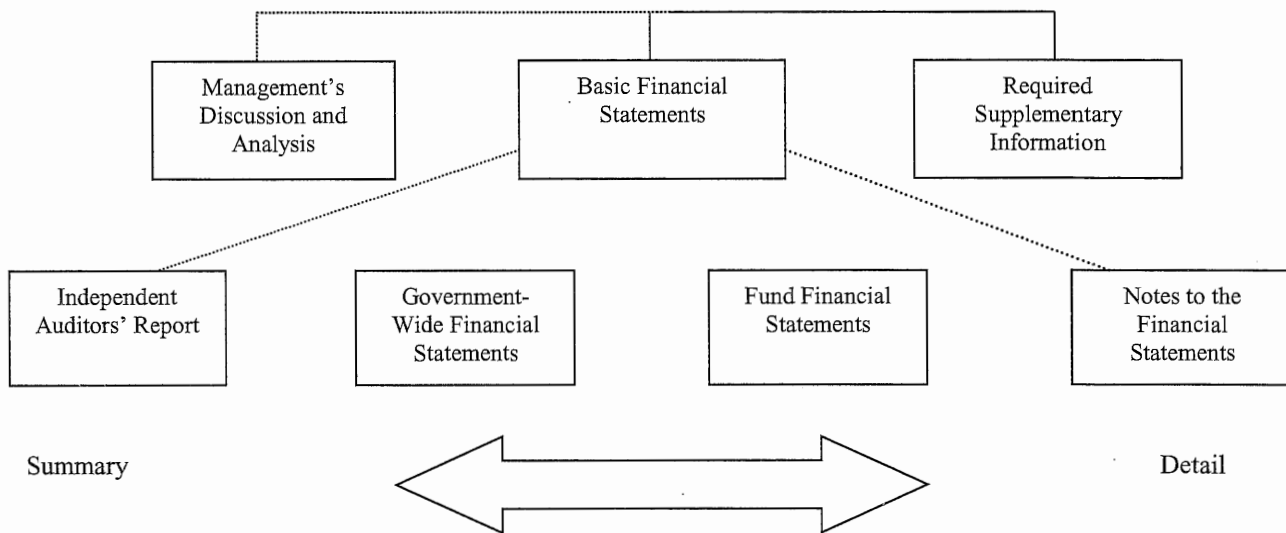 Management's
Discussion and
Analysis
Basic Financial
Statements
Required
Supplementary
Information
Independent
Auditors' Report
Government-
Wide Financial
Statements
Fund Financial
Statements
Notes to the
Financial
Statements
Summary
Detail